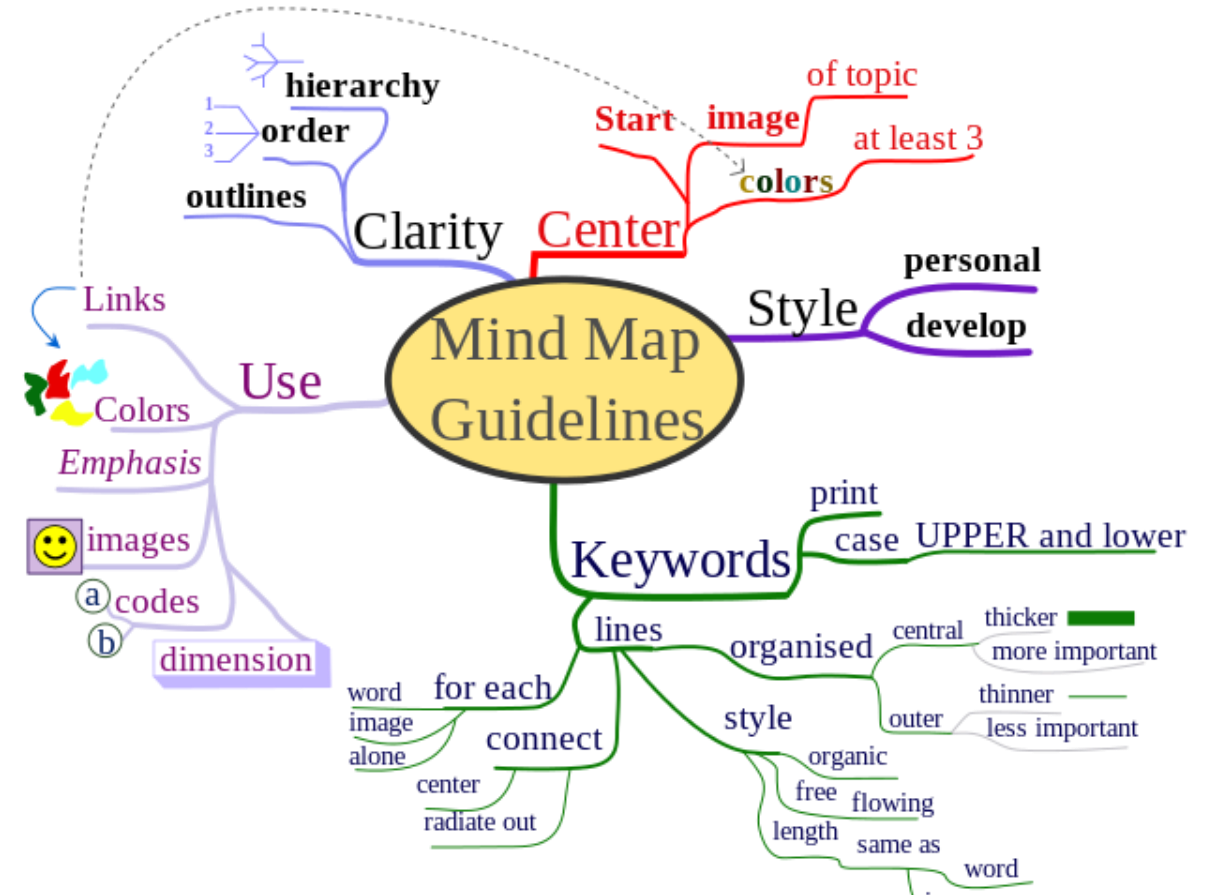 Mind Map
Guidelines
Clarity
hierarchy
order
1
2
3
outlines
Center
Start
image
of topic
colors
at least 3
Style
personal
develop
Keywords
print
case
UPPER and lower
lines
organised
central
thicker
more important
outer
thinner
less important
style
organic
free
flowing
length
same as
word
connect
center
radiate out
for each
word
image
alone
Use
Links
Colors
Emphasis
images
codes
a
b
dimension